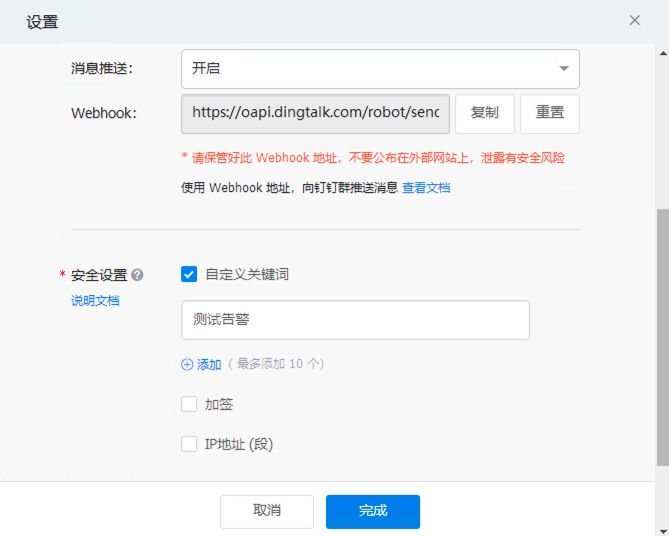 设置
消息推送：
开启
Webhook：
https://oapi.dingtalk.com/robot/send
复制
重置
* 请保管好此 Webhook 地址，不要公布在外部网站上，泄露有安全风险
使用 Webhook 地址，向钉钉群推送消息 查看文档
* 安全设置
自定义关键词
说明文档
测试告警
添加（ 最多添加 10 个）
加签
IP地址 (段)
取消
完成